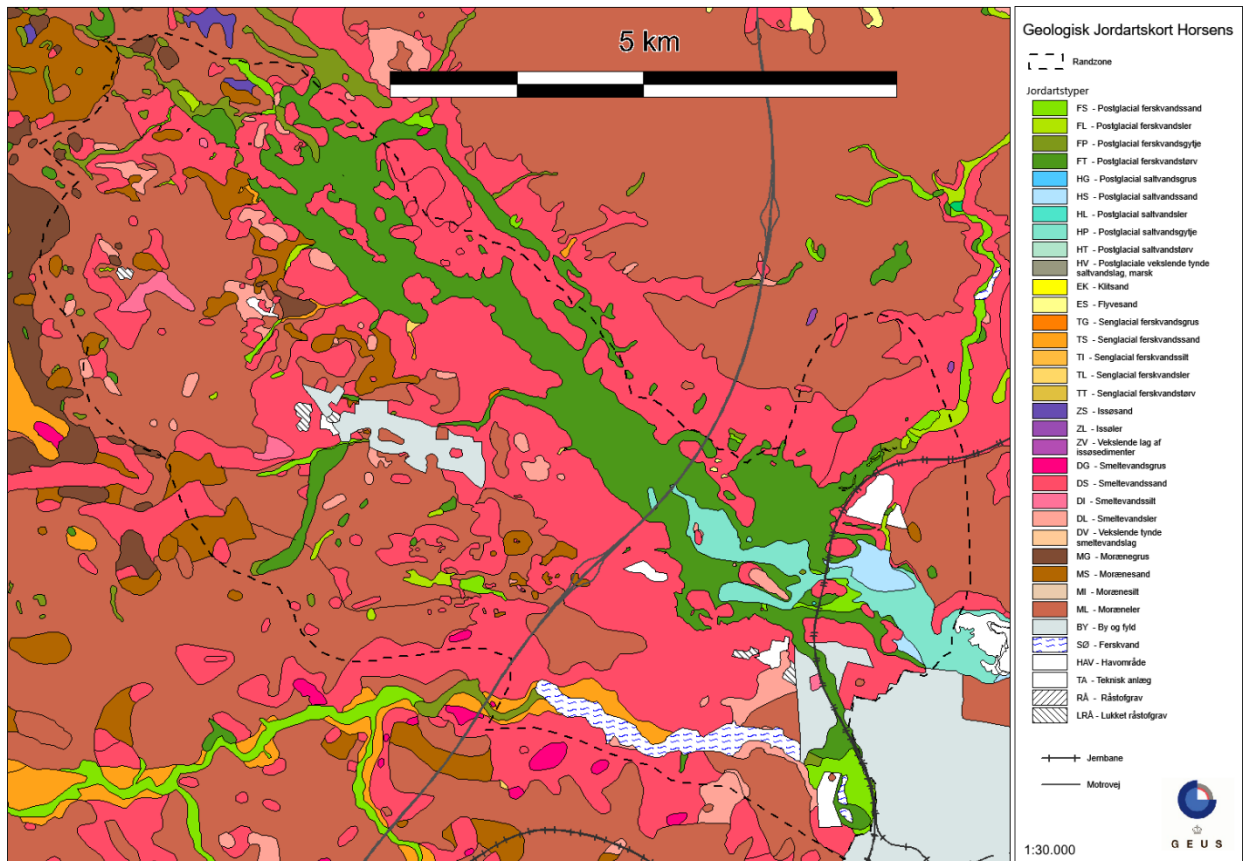 5 km
Geologisk Jordartskort Horsens
Randzone
Jordartstyper
FS - Postglacial ferskvandssand
FL - Postglacial ferskvandsler
FP - Postglacial ferskvandsgytje
FT - Postglacial ferskvandstørv
HG - Postglacial saltvandsgrus
HS - Postglacial saltvandssand
HL - Postglacial saltvandsler
HP - Postglacial saltvandsgytje
HT - Postglacial saltvandstørv
HV - Postglaciale vekslende tynde
saltvandslag, marsk
EK - Klitsand
ES - Flyvesand
TG - Senglacial ferskvandsgrus
TS - Senglacial ferskvandssand
TI - Senglacial ferskvandssilt
TL - Senglacial ferskvandsler
TT - Senglacial ferskvandstørv
ZS - Issøsand
ZL - Issøler
ZV - Vekslende lag af
issøsedimenter
DG - Smeltevandsgrus
DS - Smeltevandssand
DI - Smeltevandssilt
DL - Smeltevandsler
DV - Vekslende tynde
smeltevandslag
MG - Morænegrus
MS - Morænesand
MI - Morænesilt
ML - Moræneler
BY - By og fyld
SØ - Ferskvand
HAV - Havområde
TA - Teknisk anlæg
RÅ - Råstofgrav
LRÅ - Lukket råstofgrav
Jernbane
Motrovej
1:30.000
G E U S